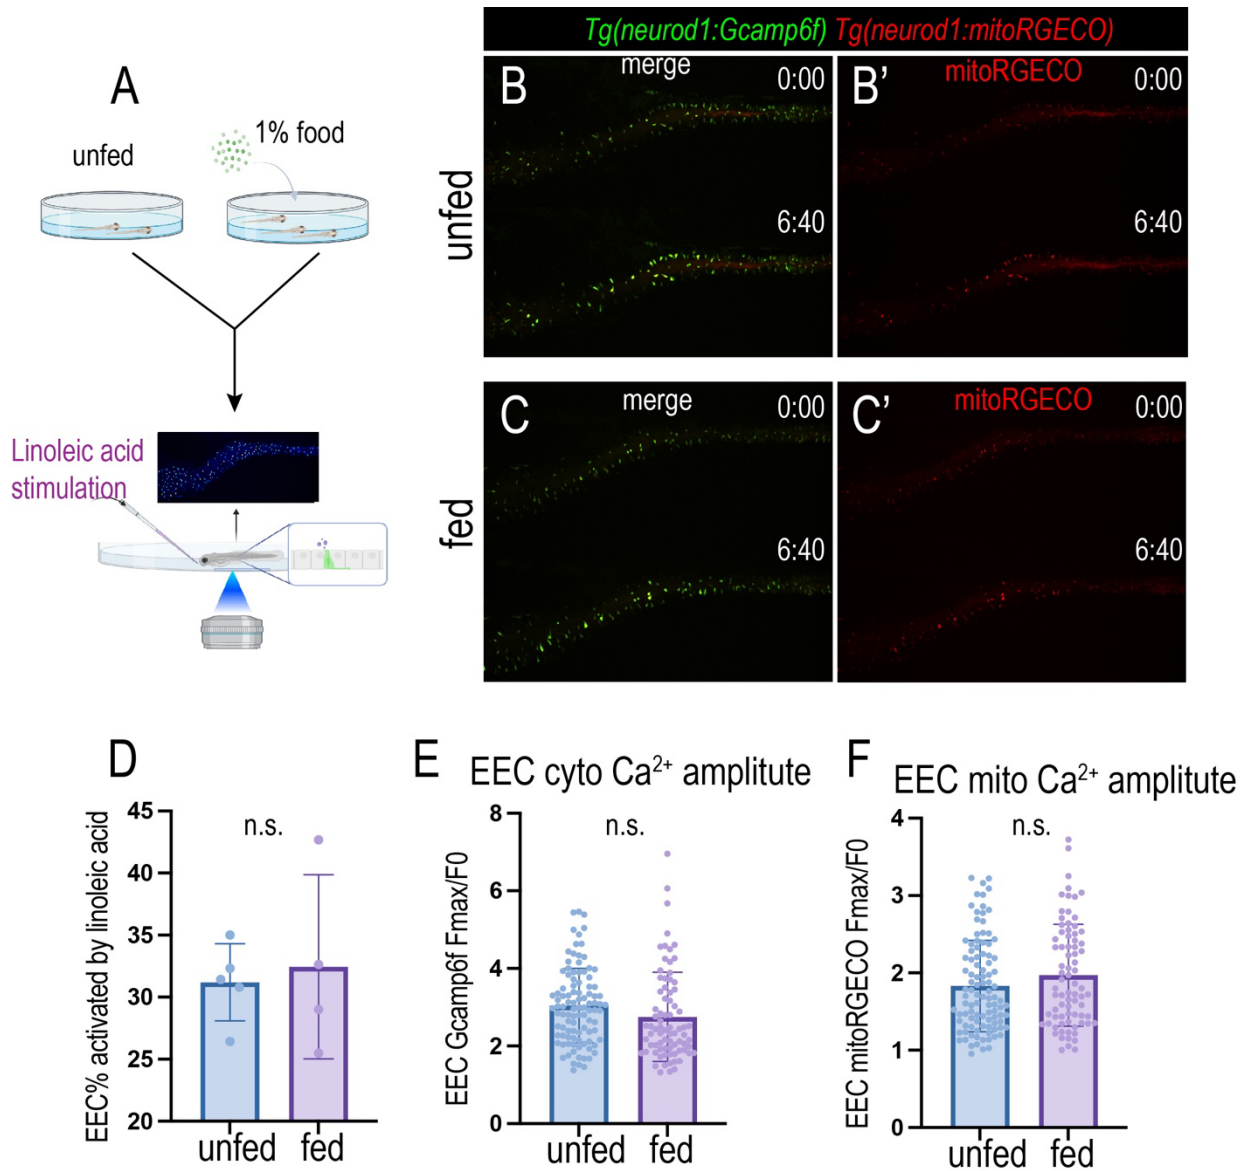 Tg(neurod1:Gcamp6f) Tg(neurod1:mitoRGECO)
A
unfed
1% food
Linoleic acid
stimulation
unfed
B
merge
0:00
6:40
B’
mitoRGECO
0:00
6:40
fed
C
merge
0:00
6:40
C’
mitoRGECO
0:00
6:40
D
EEC% activated by linoleic acid
45
40
35
30
25
20
n.s.
unfed
fed
E
EEC cyto Ca²⁺ amplitute
EEC Gcamp6f Fmax/F0
8
6
4
2
0
n.s.
unfed
fed
F
EEC mito Ca²⁺ amplitute
EEC mitoRGECO Fmax/F0
4
3
2
1
0
n.s.
unfed
fed